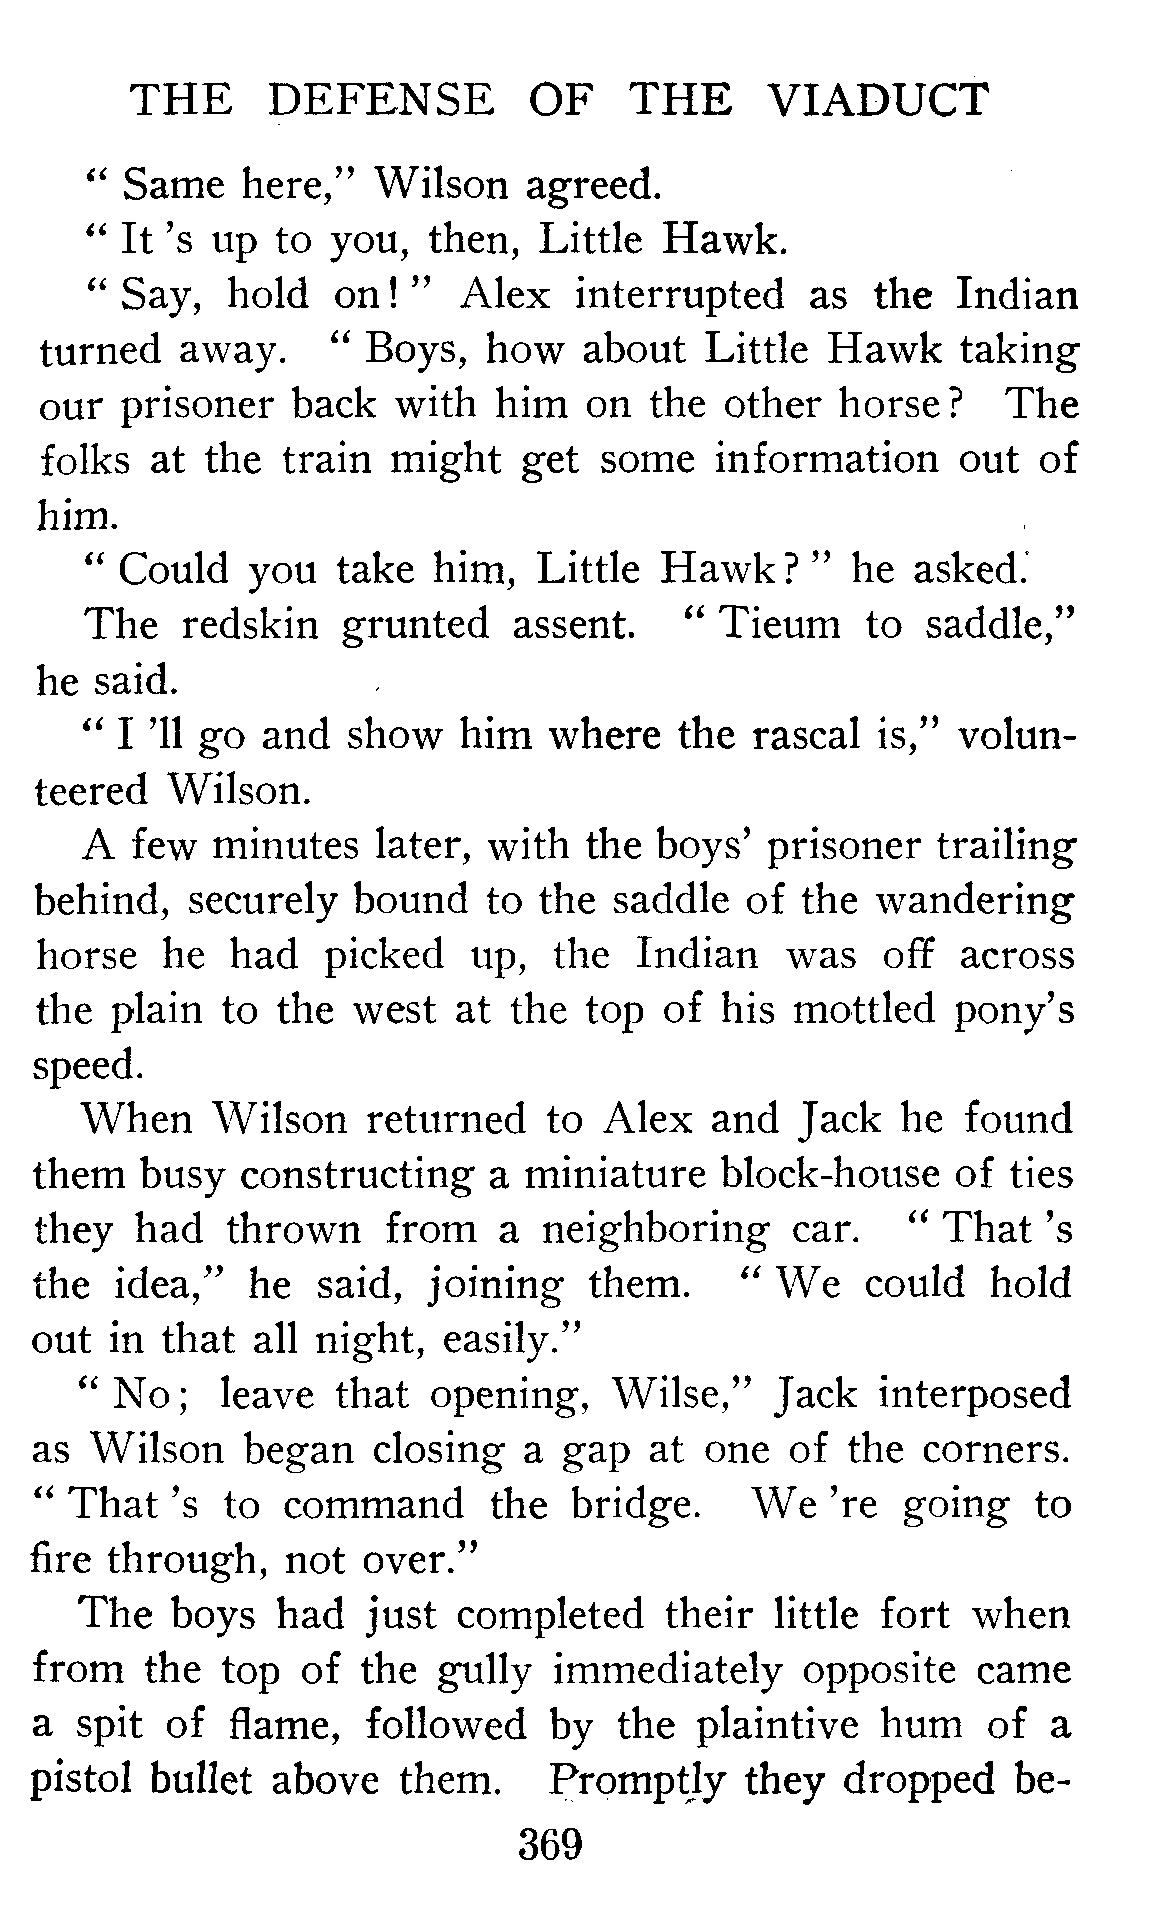 THE DEFENSE OF THE VIADUCT
“ Same here,” Wilson agreed.
“ It ’s up to you, then, Little Hawk.
“ Say, hold on! ” Alex interrupted as the Indian
turned away. “ Boys, how about Little Hawk taking
our prisoner back with him on the other horse? The
folks at the train might get some information out of
him.
“ Could you take him, Little Hawk? ” he asked.
The redskin grunted assent. “ Tieum to saddle,”
he said.
“ I ’ll go and show him where the rascal is,” volun-
teered Wilson.
A few minutes later, with the boys’ prisoner trailing
behind, securely bound to the saddle of the wandering
horse he had picked up, the Indian was off across
the plain to the west at the top of his mottled pony’s
speed.
When Wilson returned to Alex and Jack he found
them busy constructing a miniature block-house of ties
they had thrown from a neighboring car. “ That ’s
the idea,” he said, joining them. “ We could hold
out in that all night, easily.”
“ No; leave that opening, Wilse,” Jack interposed
as Wilson began closing a gap at one of the corners.
“ That ’s to command the bridge. We ’re going to
fire through, not over.”
The boys had just completed their little fort when
from the top of the gully immediately opposite came
a spit of flame, followed by the plaintive hum of a
pistol bullet above them. Promptly they dropped be-
369